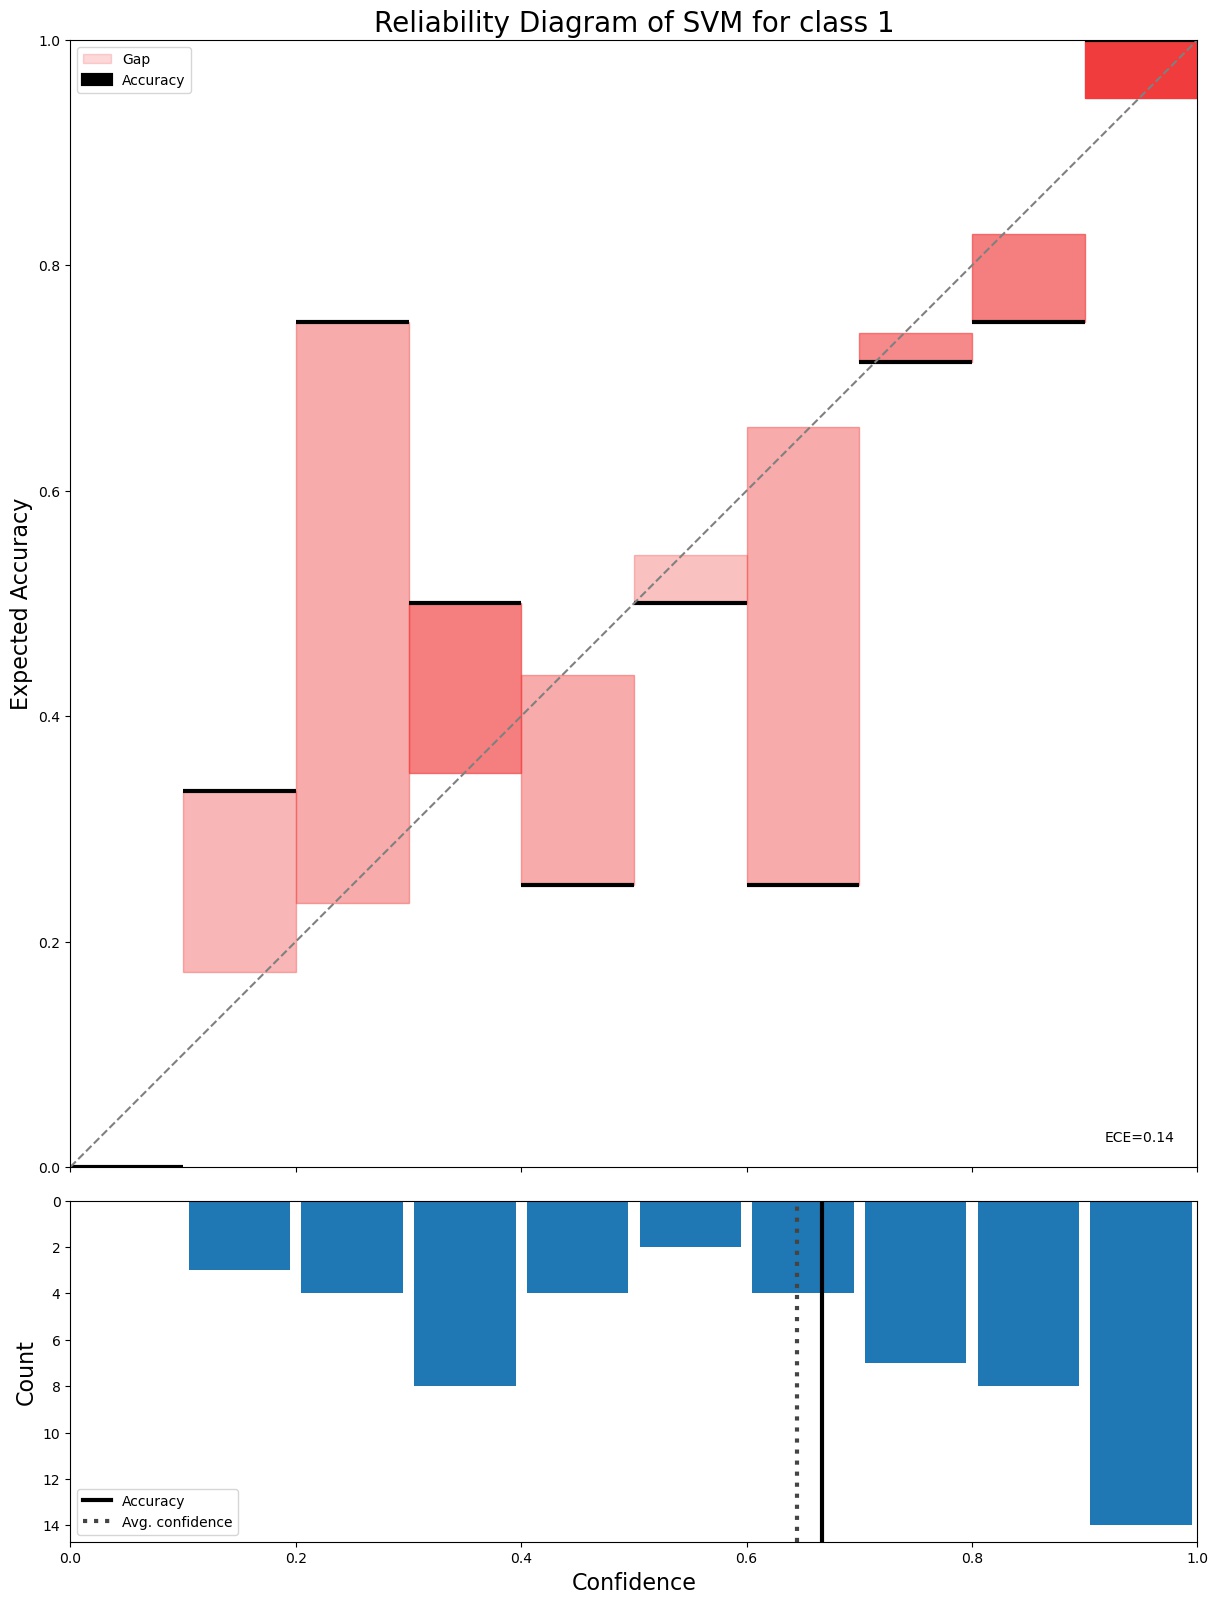 Reliability Diagram of SVM for class 1
Gap
Accuracy
1.0
0.8
0.6
0.4
0.2
0.0
Expected Accuracy
ECE=0.14
0
2
4
6
8
10
12
14
Count
Accuracy
Avg. confidence
0.0 0.2 0.4 0.6 0.8 1.0
Confidence